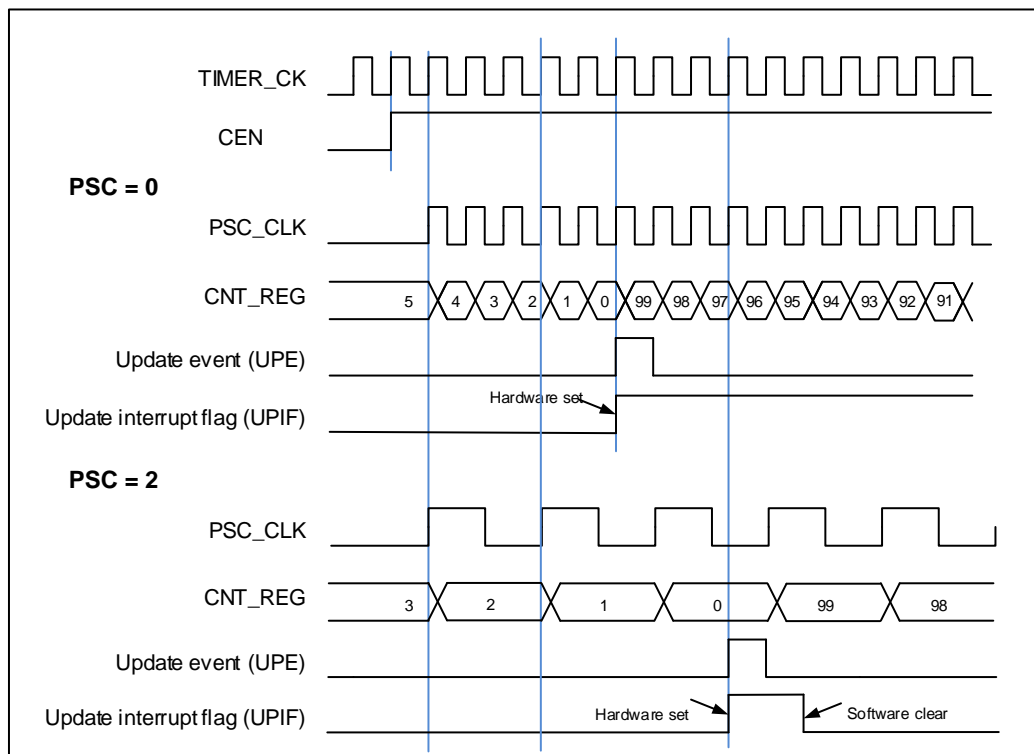 TIMER_CK
CEN
PSC = 0
PSC_CLK
CNT_REG 5 4 3 2 1 0 99 98 97 96 95 94 93 92 91
Update event (UPE)
Hardware set
Update interrupt flag (UPIF)
PSC = 2
PSC_CLK
CNT_REG 3 2 1 0 99 98
Update event (UPE)
Update interrupt flag (UPIF) Hardware set Software clear